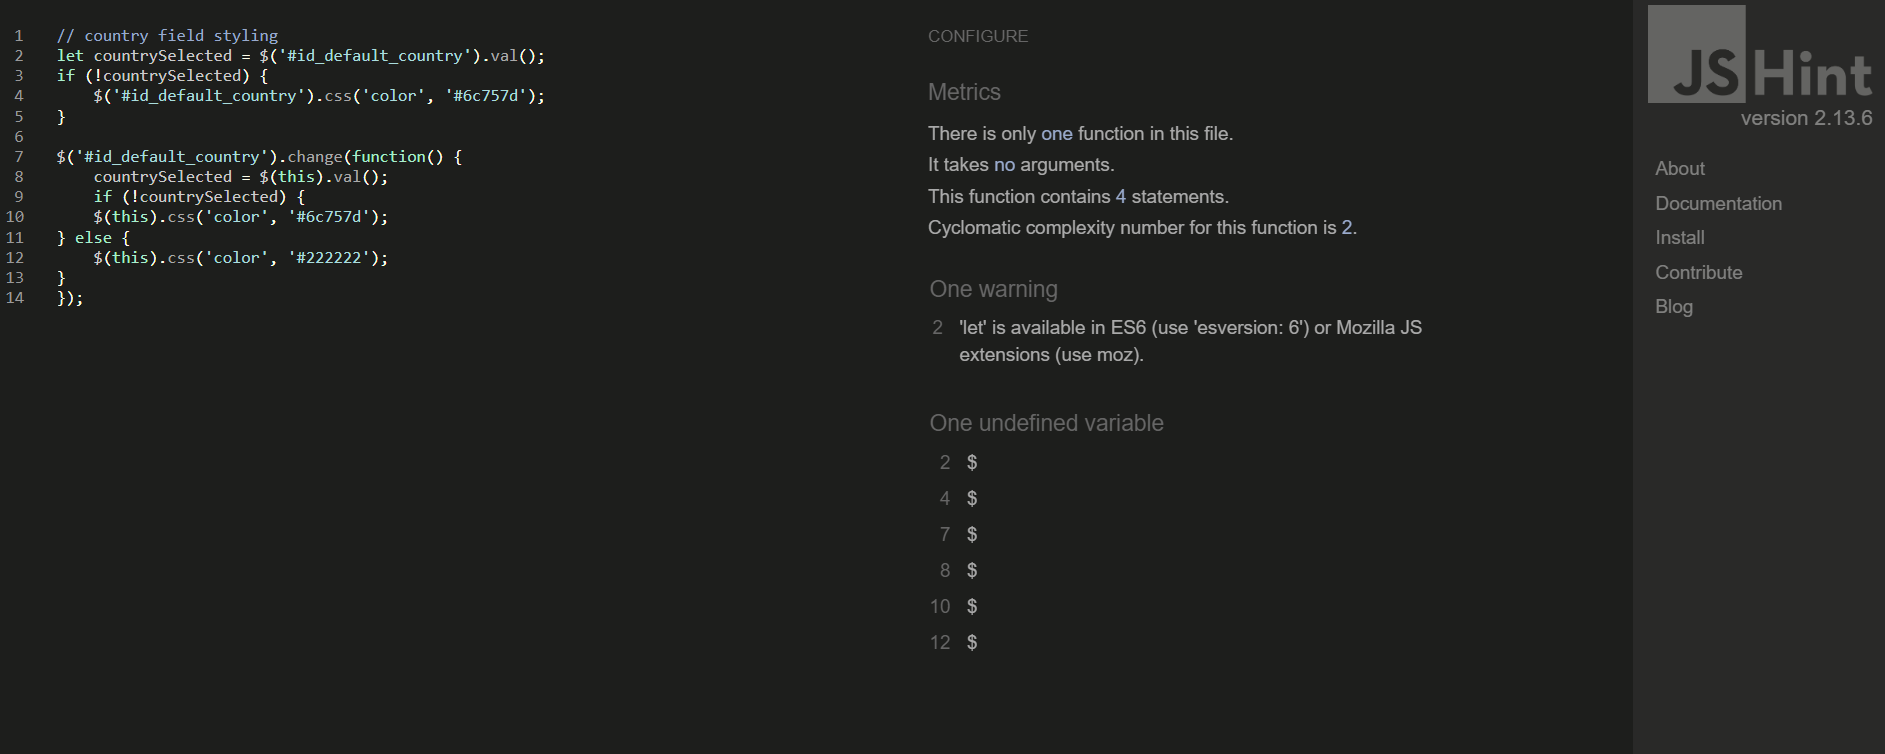 1 // country field styling
2 let countrySelected = $('#id_default_country').val();
3 if (!countrySelected) {
4     $('#id_default_country').css('color', '#6c757d');
5 }
6
7 $('#id_default_country').change(function() {
8     countrySelected = $(this).val();
9     if (!countrySelected) {
10     $(this).css('color', '#6c757d');
11 } else {
12     $(this).css('color', '#222222');
13 }
14 });
CONFIGURE
Metrics
There is only one function in this file.
It takes no arguments.
This function contains 4 statements.
Cyclomatic complexity number for this function is 2.
One warning
2 'let' is available in ES6 (use 'esversion: 6') or Mozilla JS
extensions (use moz).
One undefined variable
2 $
4 $
7 $
8 $
10 $
12 $
JSHint
version 2.13.6
About
Documentation
Install
Contribute
Blog